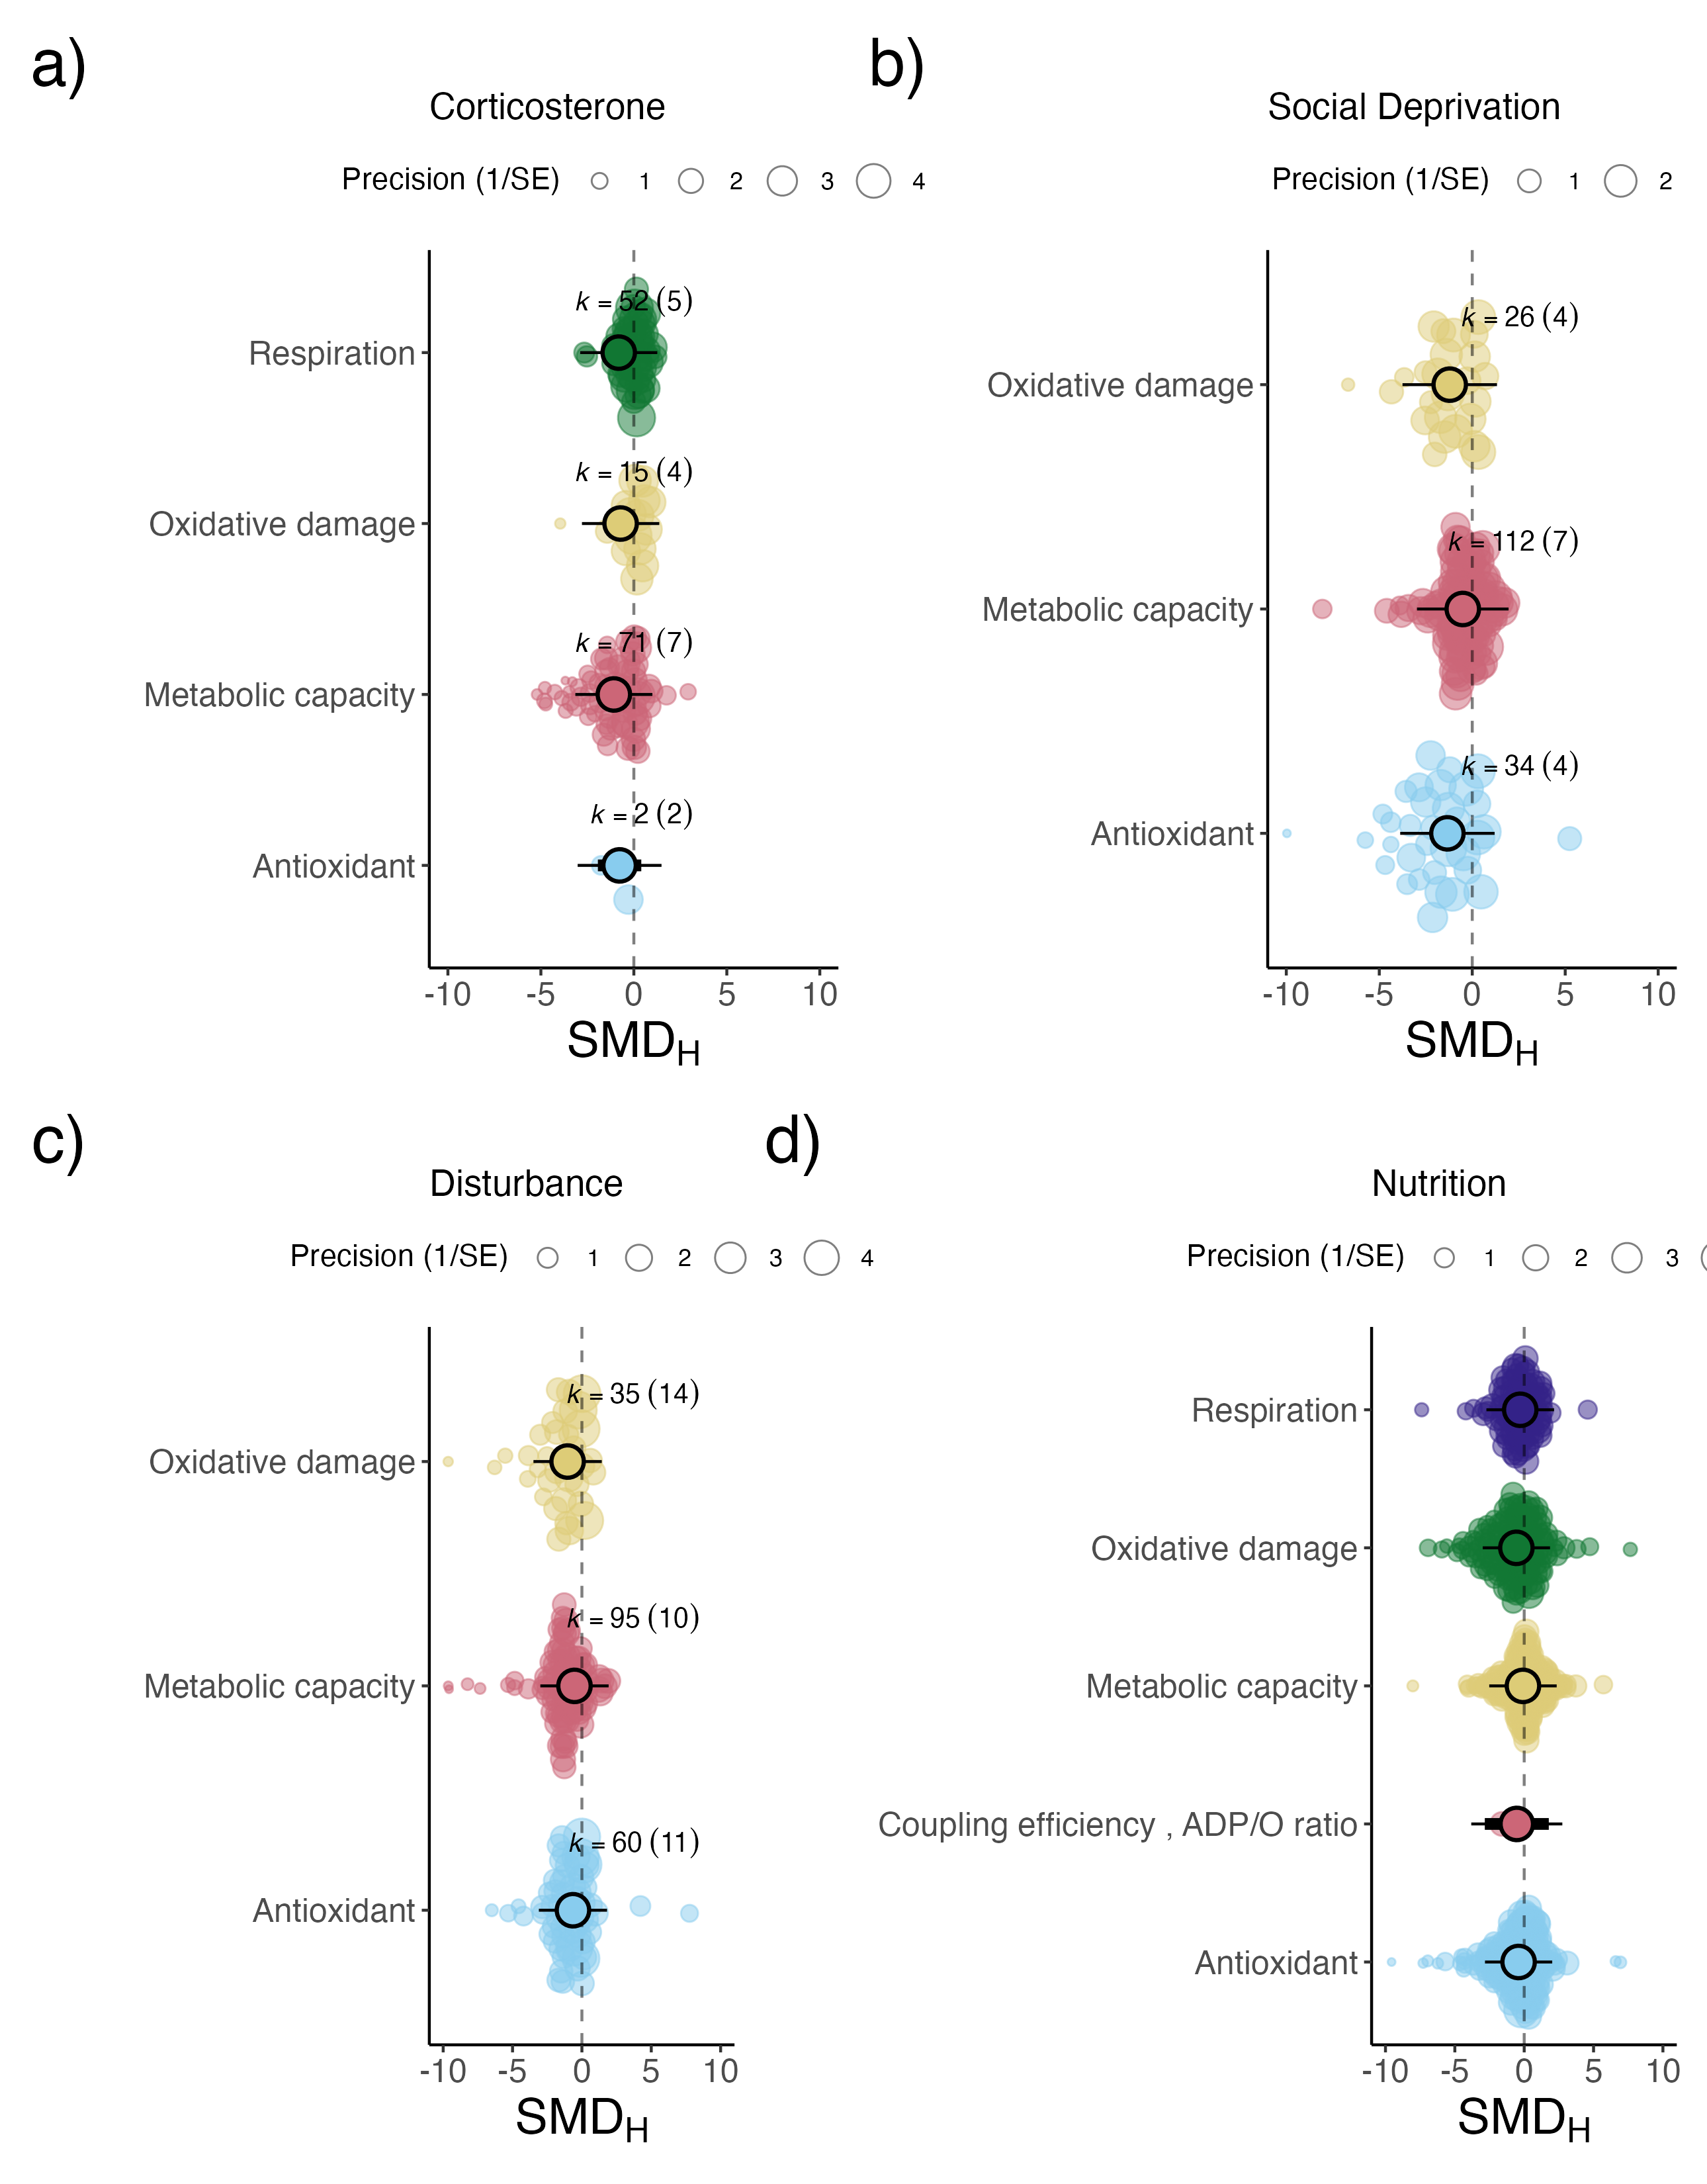 a)
Corticosterone
Precision (1/SE) 1 2 3 4
k = 52 (5)
Respiration
k = 15 (4)
Oxidative damage
k = 71 (7)
Metabolic capacity
k = 2 (2)
Antioxidant
-10 -5 0 5 10
SMD_H
b)
Social Deprivation
Precision (1/SE) 1 2
k = 26 (4)
Oxidative damage
k = 112 (7)
Metabolic capacity
k = 34 (4)
Antioxidant
-10 -5 0 5 10
SMD_H
c)
Disturbance
Precision (1/SE) 1 2 3 4
k = 35 (14)
Oxidative damage
k = 95 (10)
Metabolic capacity
k = 60 (11)
Antioxidant
-10 -5 0 5 10
SMD_H
d)
Nutrition
Precision (1/SE) 1 2 3
Respiration
Oxidative damage
Metabolic capacity
Coupling efficiency , ADP/O ratio
Antioxidant
-10 -5 0 5 10
SMD_H